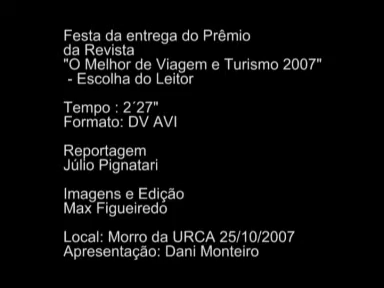 Festa da entrega do Prêmio
da Revista
"O Melhor de Viagem e Turismo 2007"
- Escolha do Leitor
Tempo : 2´27"
Formato: DV AVI
Reportagem
Júlio Pignatari
Imagens e Edição
Max Figueiredo
Local: Morro da URCA 25/10/2007
Apresentação: Dani Monteiro